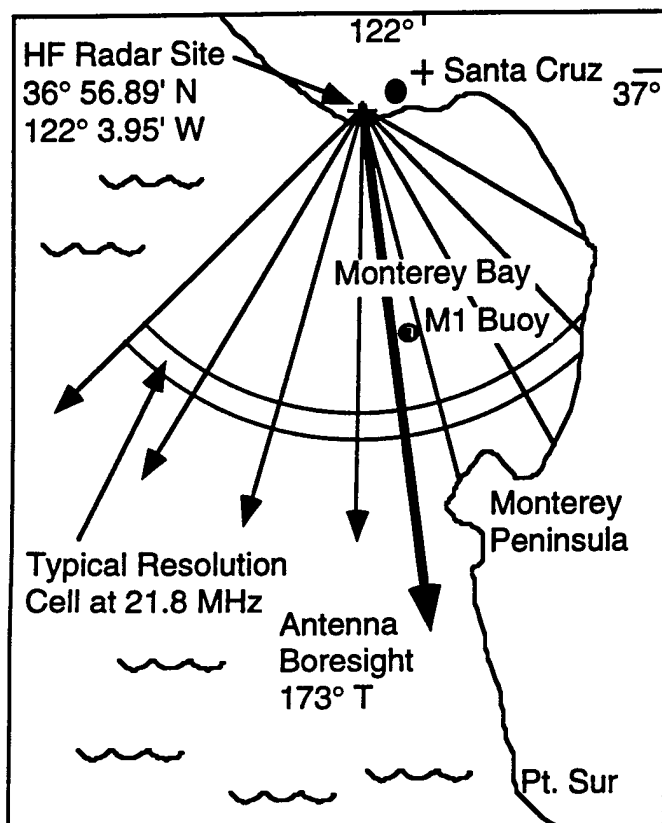 122°
HF Radar Site
36° 56.89' N
122° 3.95' W
Santa Cruz
37°
Monterey Bay
M1 Buoy
Monterey
Peninsula
Typical Resolution
Cell at 21.8 MHz
Antenna
Boresight
173° T
Pt. Sur